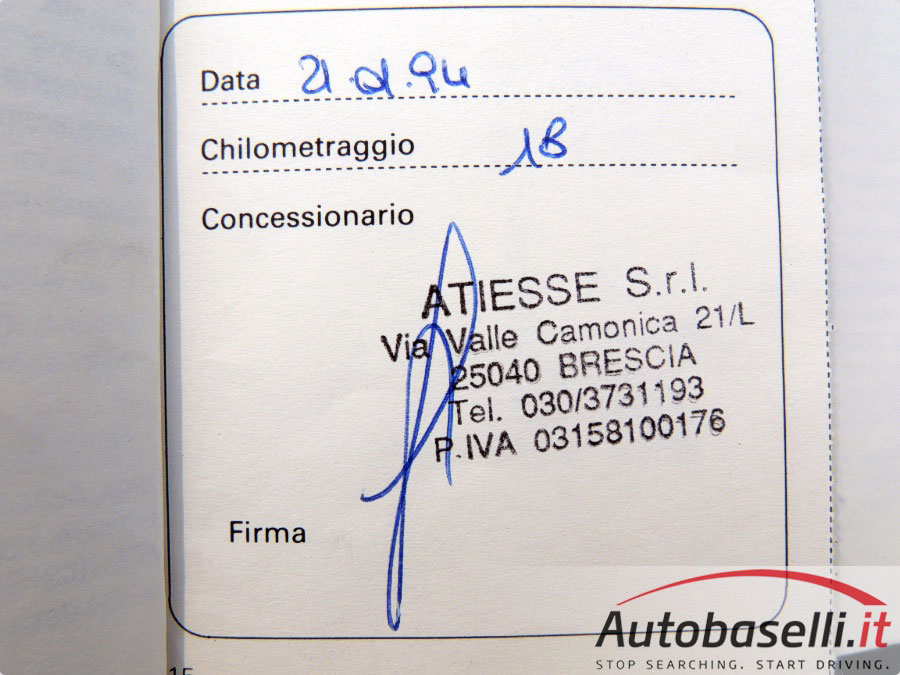 Data 21.01.94
Chilometraggio 18
Concessionario
ATIESSE S.r.l.
Via Valle Camonica 21/L
25040 BRESCIA
Tel. 030/3731193
P.IVA 03158100176
Firma
15
Autobaselli.it
STOP SEARCHING. START DRIVING.